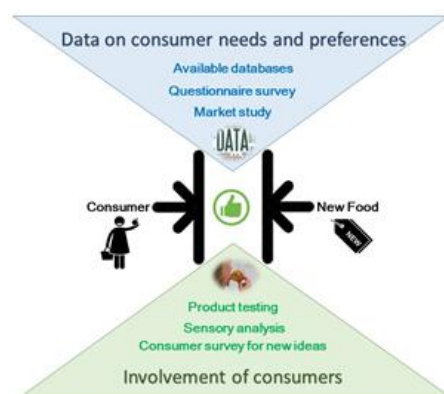 Data on consumer needs and preferences
Available databases
Questionnaire survey
Market study
DATA
Consumer
New Food
NEW
Product testing
Sensory analysis
Consumer survey for new ideas
Involvement of consumers